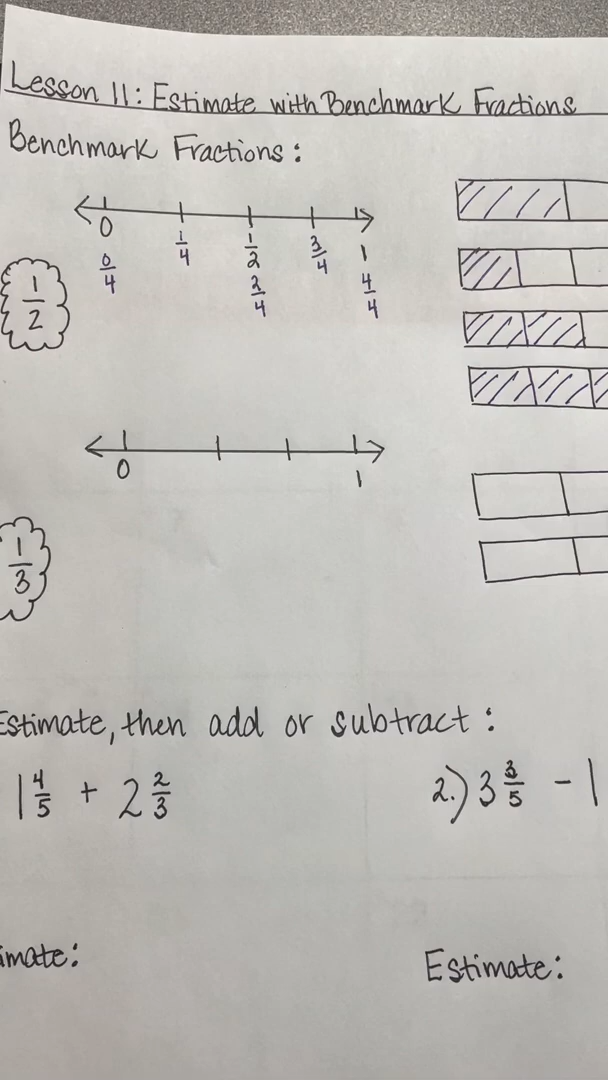 Lesson 11: Estimate with Benchmark Fractions
Benchmark Fractions:
0 1/4 1/2 3/4 1
0/4 2/4 4/4
1/2
0 1
1/3
Estimate, then add or subtract:
1 4/5 + 2 2/3
2.) 3 3/5 - 1
imate:
Estimate: